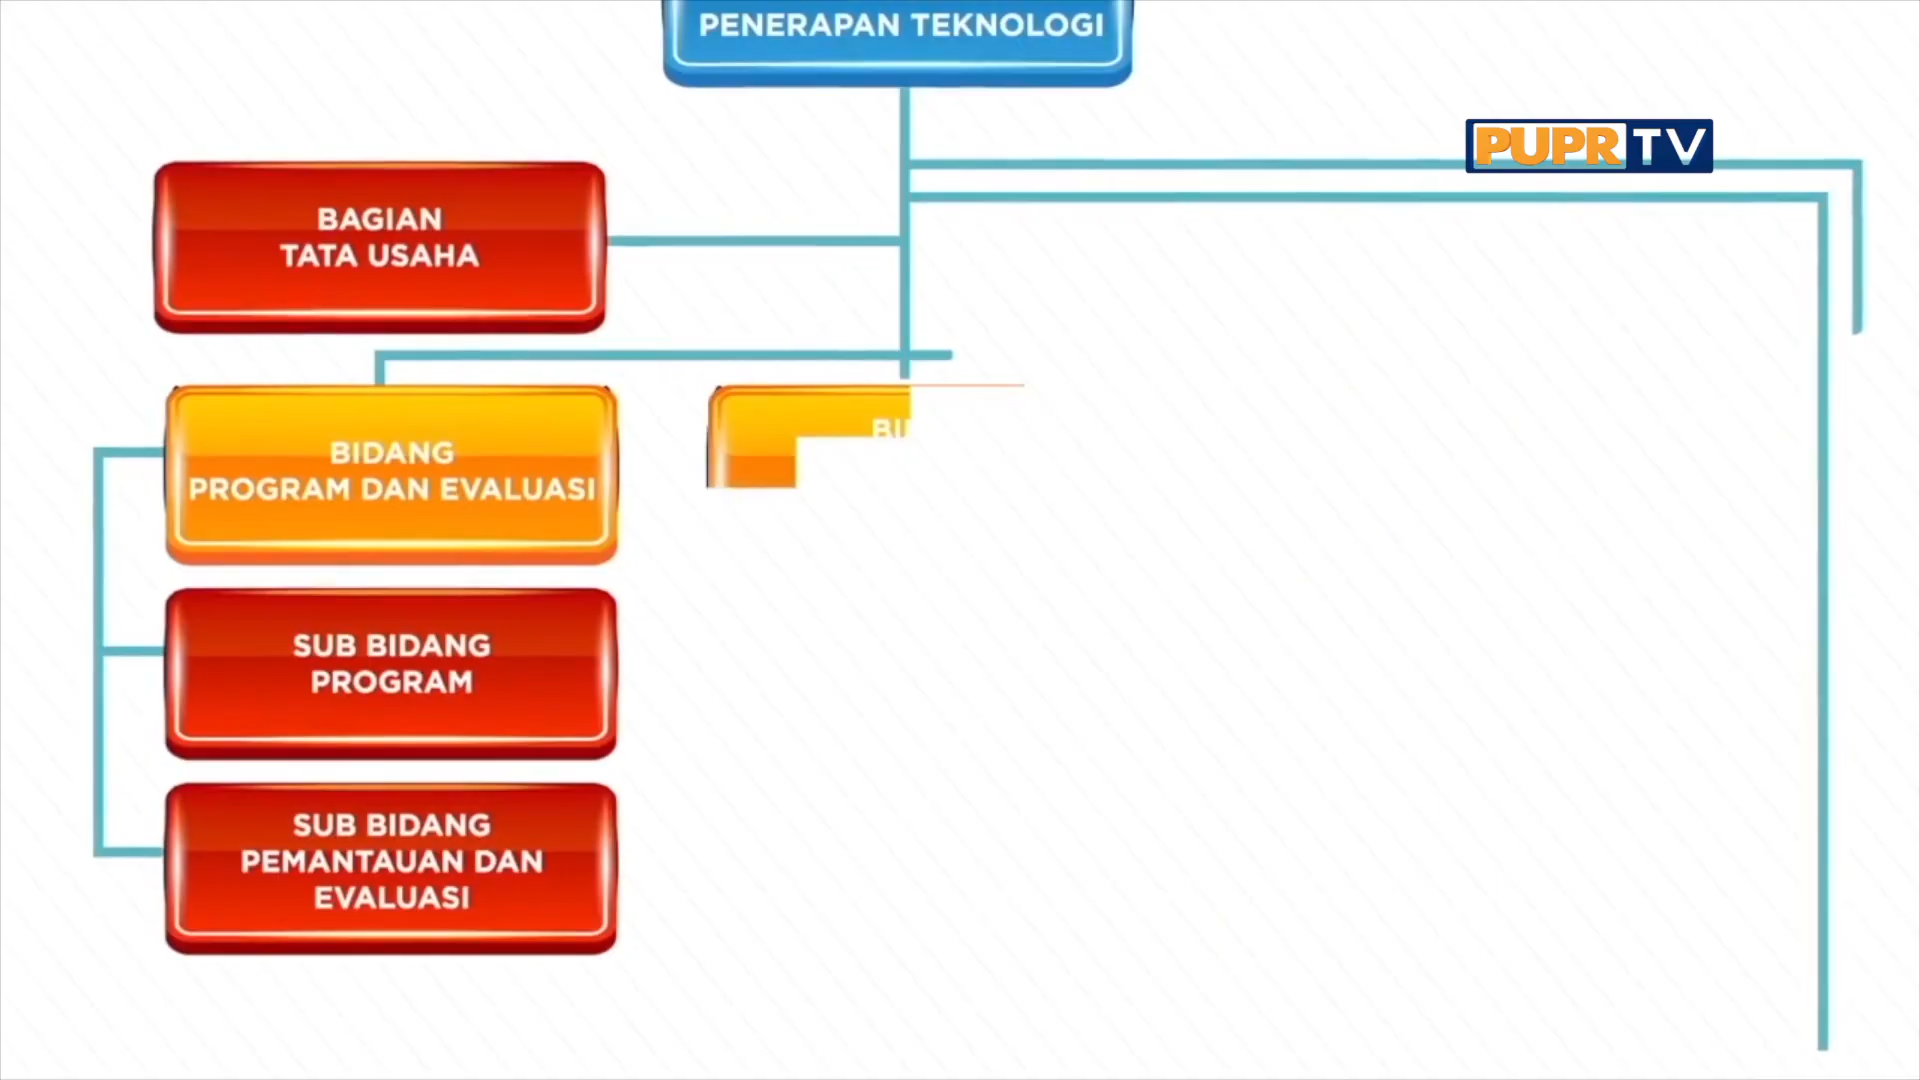 PENERAPAN TEKNOLOGI
PUPR TV
BAGIAN
TATA USAHA
BIDANG
PROGRAM DAN EVALUASI
SUB BIDANG
PROGRAM
SUB BIDANG
PEMANTAUAN DAN
EVALUASI